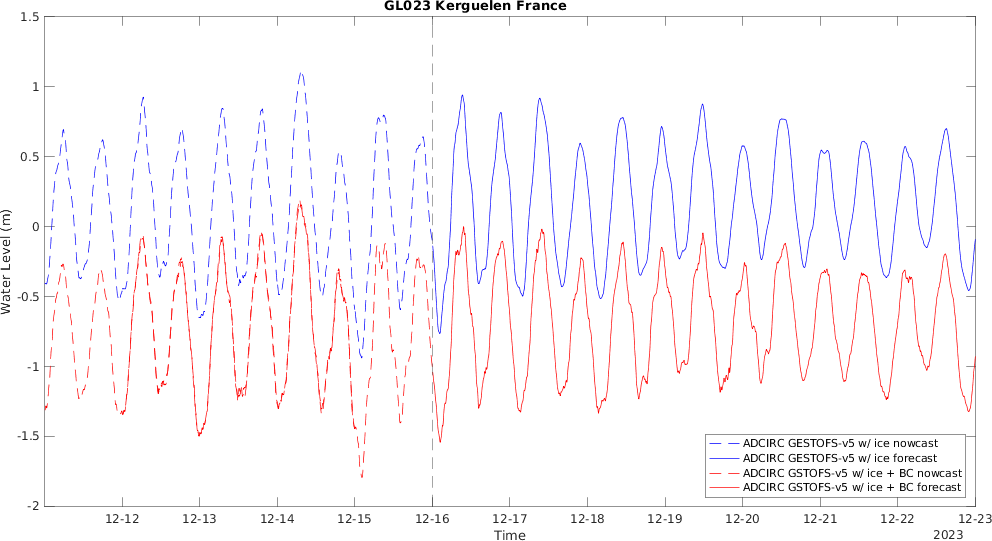 GL023 Kerguelen France
1.5
1
0.5
0
-0.5
-1
-1.5
-2
Water Level (m)
ADCIRC GESTOFS-v5 w/ ice nowcast
ADCIRC GESTOFS-v5 w/ ice forecast
ADCIRC GSTOFS-v5 w/ ice + BC nowcast
ADCIRC GSTOFS-v5 w/ ice + BC forecast
12-12 12-13 12-14 12-15 12-16 12-17 12-18 12-19 12-20 12-21 12-22 12-23
Time
2023